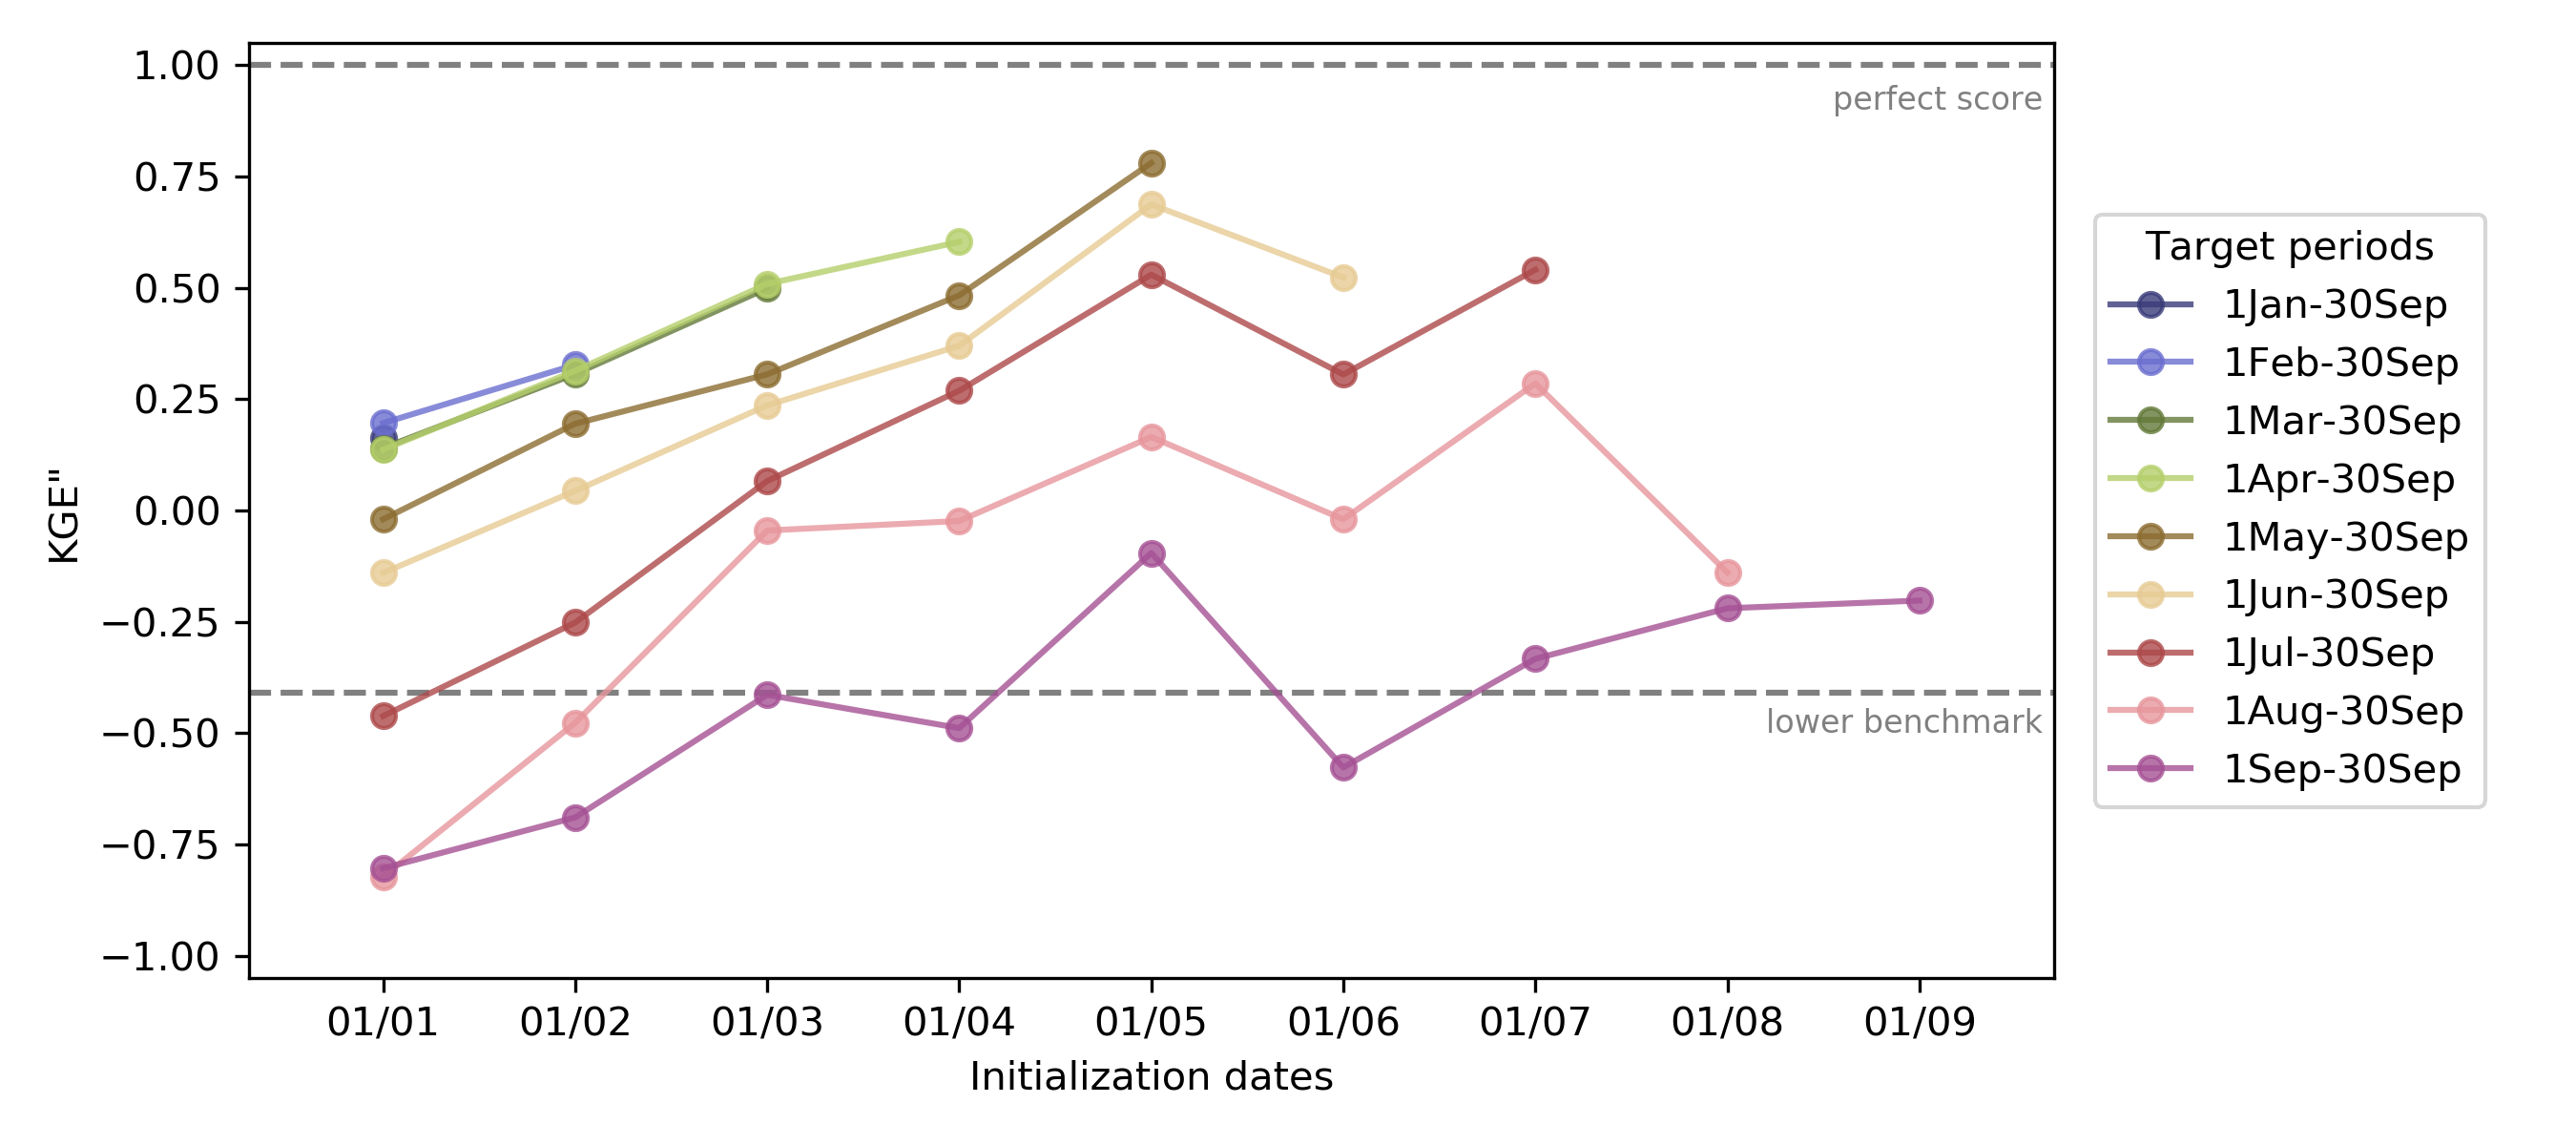 1.00
0.75
0.50
0.25
0.00
−0.25
−0.50
−0.75
−1.00
KGE"
perfect score
lower benchmark
01/01 01/02 01/03 01/04 01/05 01/06 01/07 01/08 01/09
Initialization dates
Target periods
1Jan-30Sep
1Feb-30Sep
1Mar-30Sep
1Apr-30Sep
1May-30Sep
1Jun-30Sep
1Jul-30Sep
1Aug-30Sep
1Sep-30Sep